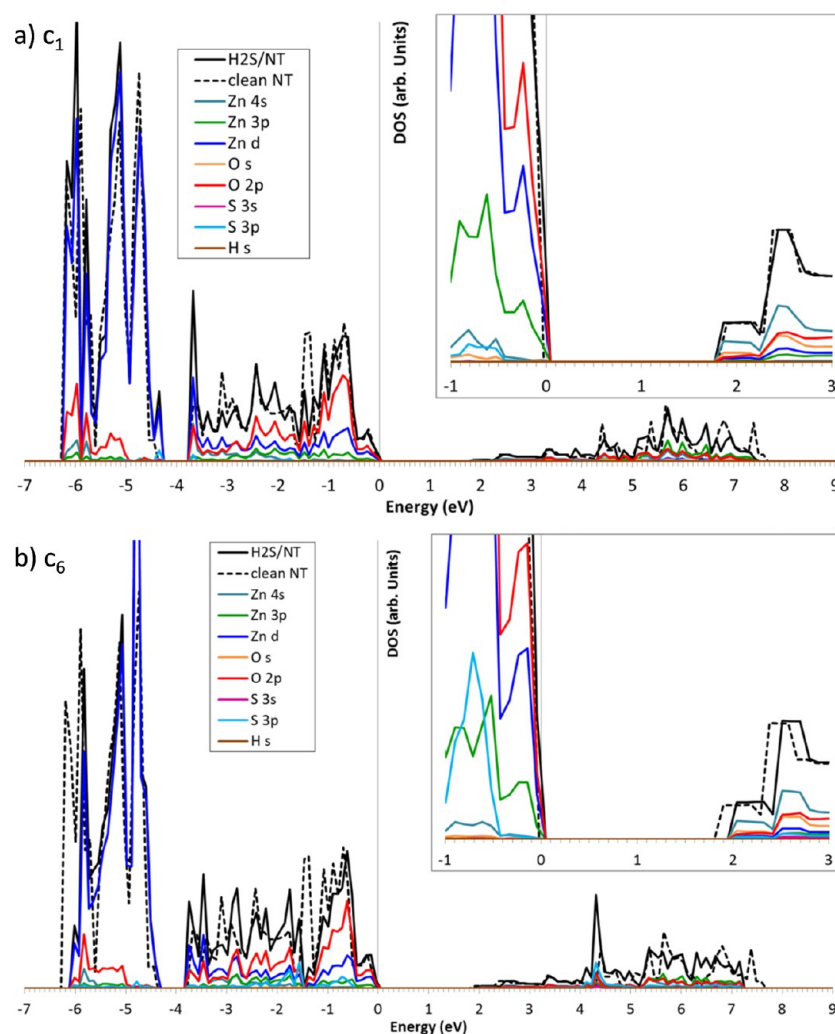 a) c1
H2S/NT
clean NT
Zn 4s
Zn 3p
Zn d
O s
O 2p
S 3s
S 3p
H s
DOS (arb. Units)
-1 0 1 2 3
-7 -6 -5 -4 -3 -2 -1 0 1 2 3 4 5 6 7 8 9
Energy (eV)
b) c6
H2S/NT
clean NT
Zn 4s
Zn 3p
Zn d
O s
O 2p
S 3s
S 3p
H s
DOS (arb. Units)
-1 0 1 2 3
-7 -6 -5 -4 -3 -2 -1 0 1 2 3 4 5 6 7 8 9
Energy (eV)